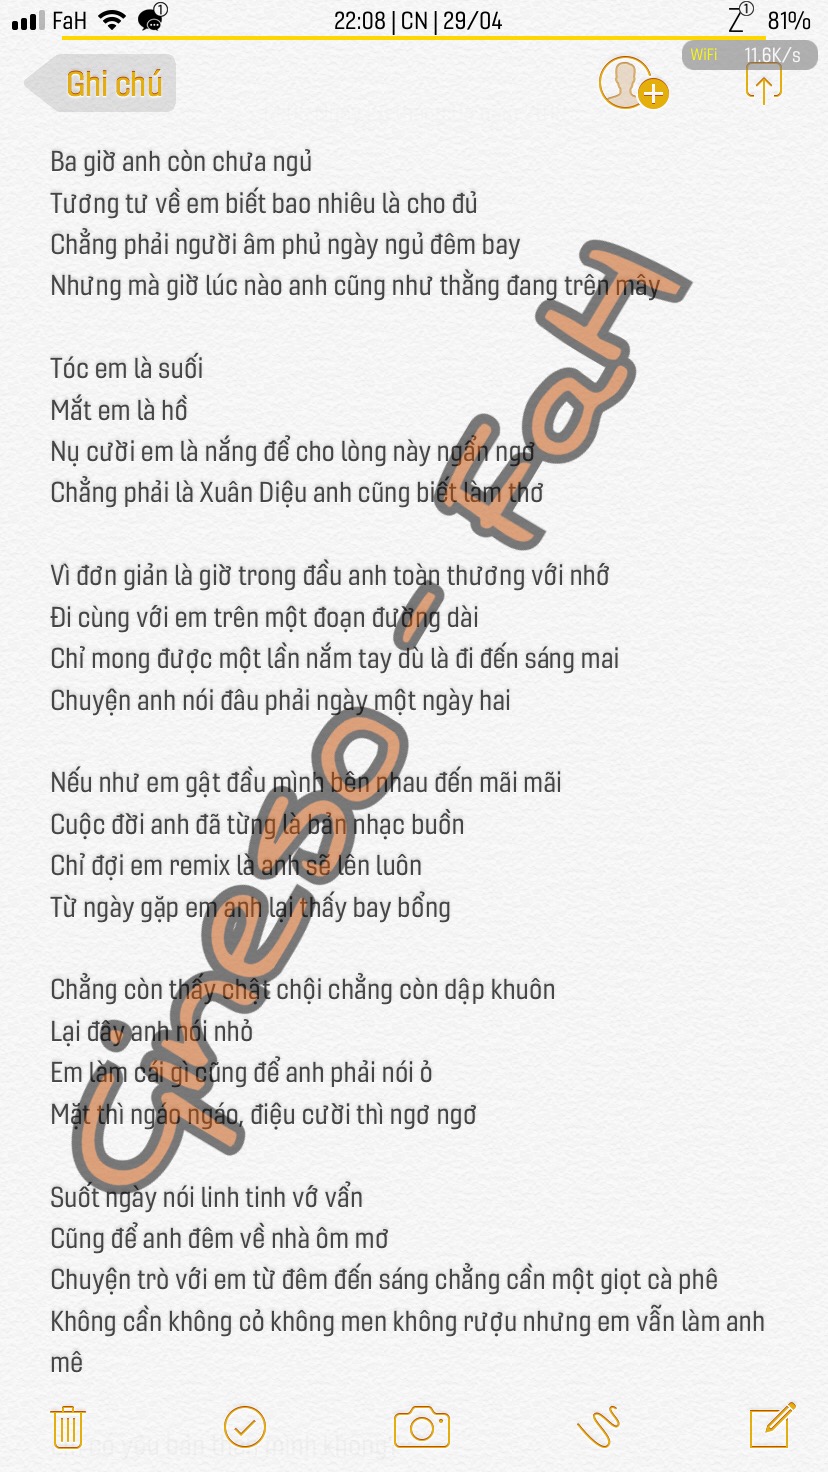 FaH 1 22:08 | CN | 29/04 Z 1 81%
WiFi 11.6K/s
Ghi chú
Ba giờ anh còn chưa ngủ
Tương tư về em biết bao nhiêu là cho đủ
Chẳng phải người âm phủ ngày ngủ đêm bay
Nhưng mà giờ lúc nào anh cũng như thằng đang trên mây
Tóc em là suối
Mắt em là hồ
Nụ cười em là nắng để cho lòng này ngẩn ngơ
Chẳng phải là Xuân Diệu anh cũng biết làm thơ
Vì đơn giản là giờ trong đầu anh toàn thương với nhớ
Đi cùng với em trên một đoạn đường dài
Chỉ mong được một lần nắm tay dù là đi đến sáng mai
Chuyện anh nói đâu phải ngày một ngày hai
Nếu như em gật đầu mình bên nhau đến mãi mãi
Cuộc đời anh đã từng là bản nhạc buồn
Chỉ đợi em remix là anh sẽ lên luôn
Từ ngày gặp em anh lại thấy bay bổng
Chẳng còn thấy chật chội chẳng còn dập khuôn
Lại đây anh nói nhỏ
Em làm cái gì cũng để anh phải nói ỏ
Mặt thì ngáo ngáo, điệu cười thì ngơ ngơ
Suốt ngày nói linh tinh vớ vẩn
Cũng để anh đêm về nhà ôm mơ
Chuyện trò với em từ đêm đến sáng chẳng cần một giọt cà phê
Không cần không cỏ không men không rượu nhưng em vẫn làm anh
mê
Cineso - FaH